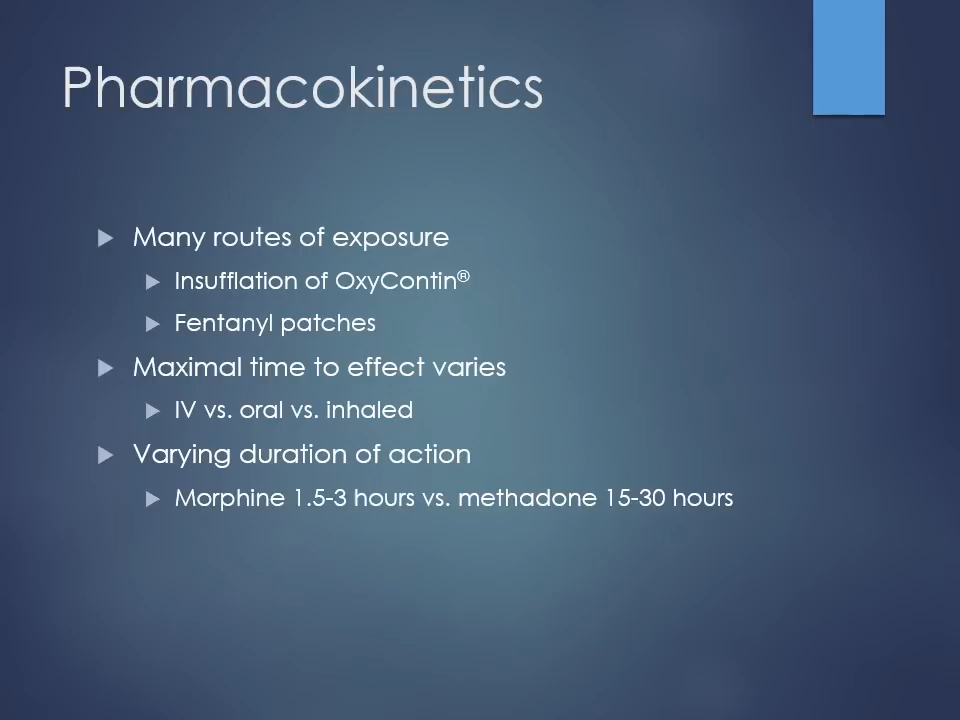 Pharmacokinetics
Many routes of exposure
Insufflation of OxyContin®
Fentanyl patches
Maximal time to effect varies
IV vs. oral vs. inhaled
Varying duration of action
Morphine 1.5-3 hours vs. methadone 15-30 hours